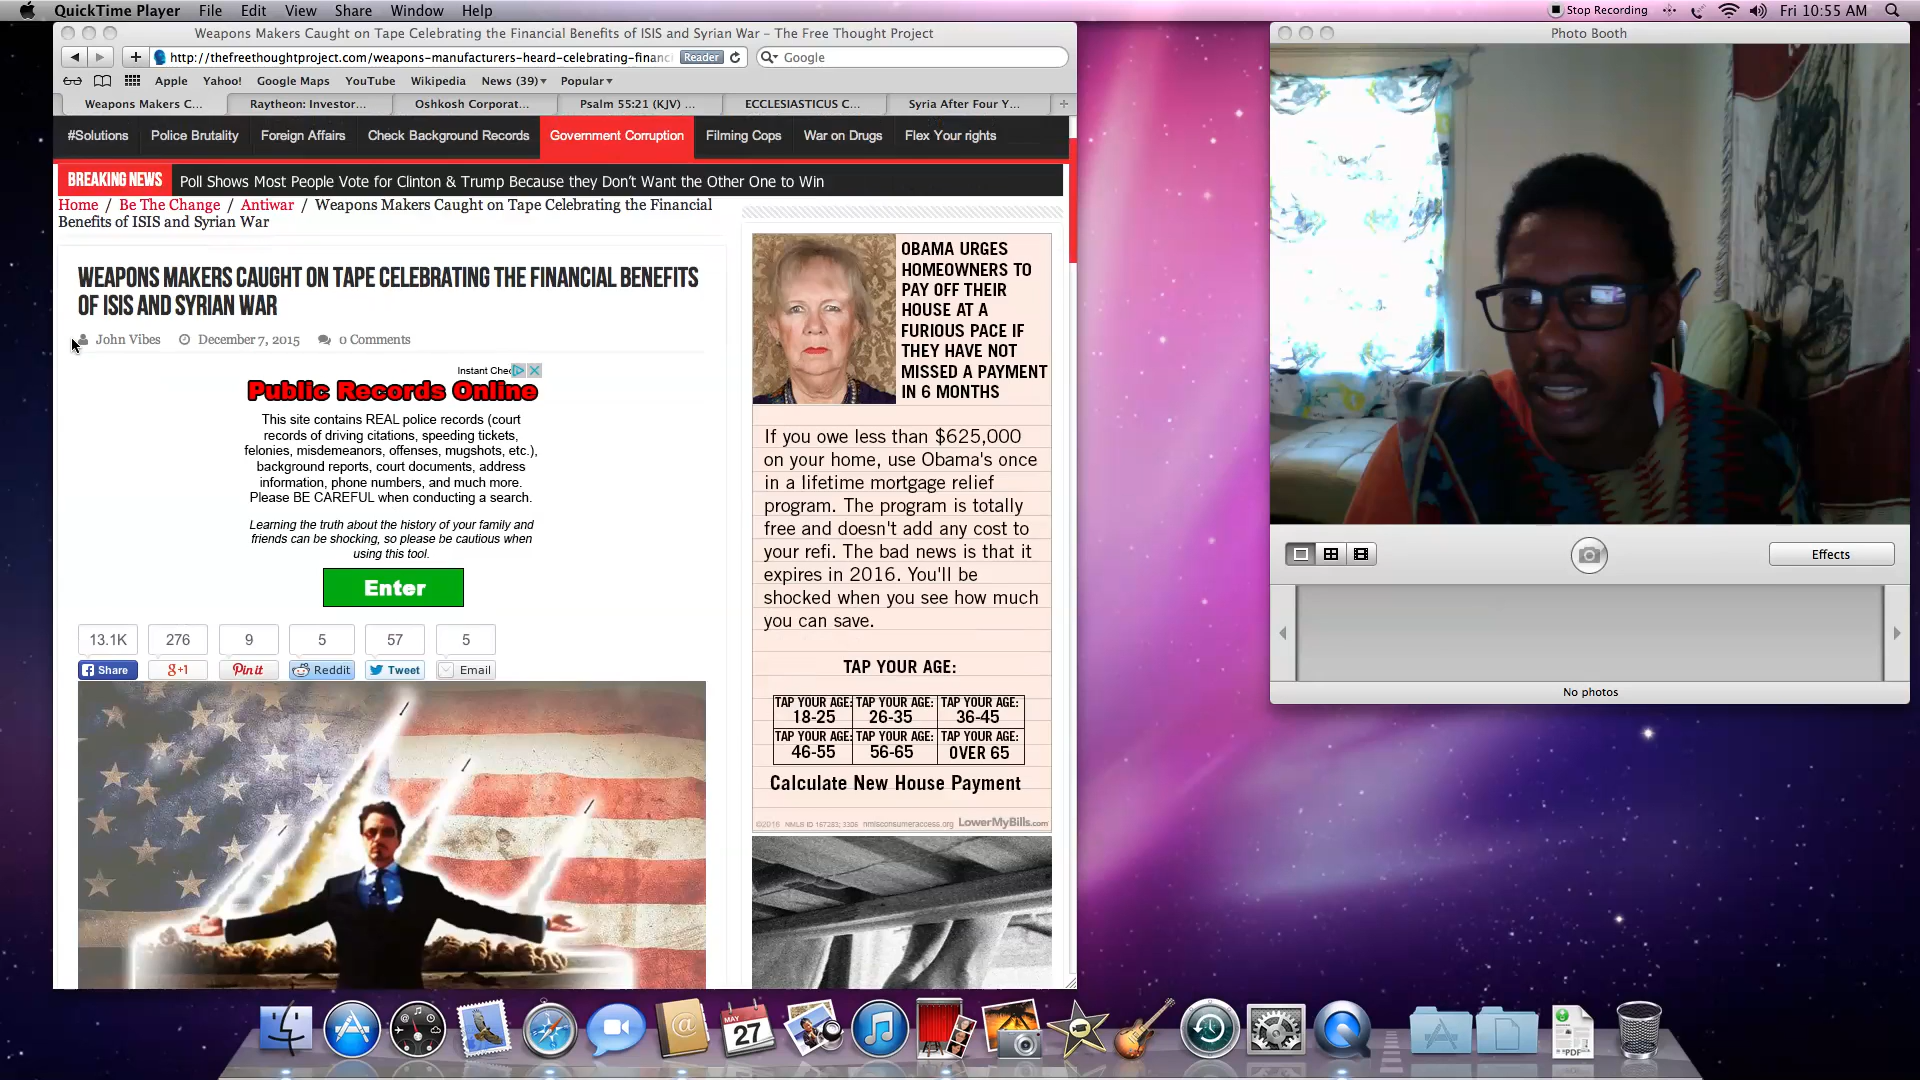 QuickTime Player File Edit View Share Window Help
Stop Recording Fri 10:55 AM
Weapons Makers Caught on Tape Celebrating the Financial Benefits of ISIS and Syrian War – The Free Thought Project
http://thefreethoughtproject.com/weapons-manufacturers-heard-celebrating-financ Reader Google
Apple Yahoo! Google Maps YouTube Wikipedia News (39) Popular
Weapons Makers C... Raytheon: Investor... Oshkosh Corporat... Psalm 55:21 (KJV) ... ECCLESIASTICUS C... Syria After Four Y...
#Solutions Police Brutality Foreign Affairs Check Background Records Government Corruption Filming Cops War on Drugs Flex Your rights
BREAKING NEWS Poll Shows Most People Vote for Clinton & Trump Because they Don't Want the Other One to Win
Home / Be The Change / Antiwar / Weapons Makers Caught on Tape Celebrating the Financial
Benefits of ISIS and Syrian War
WEAPONS MAKERS CAUGHT ON TAPE CELEBRATING THE FINANCIAL BENEFITS
OF ISIS AND SYRIAN WAR
John Vibes December 7, 2015 0 Comments
Instant Chec
Public Records Online
This site contains REAL police records (court
records of driving citations, speeding tickets,
felonies, misdemeanors, offenses, mugshots, etc.),
background reports, court documents, address
information, phone numbers, and much more.
Please BE CAREFUL when conducting a search.
Learning the truth about the history of your family and
friends can be shocking, so please be cautious when
using this tool.
Enter
13.1K 276 9 5 57 5
Share g+1 Pin it Reddit Tweet Email
OBAMA URGES
HOMEOWNERS TO
PAY OFF THEIR
HOUSE AT A
FURIOUS PACE IF
THEY HAVE NOT
MISSED A PAYMENT
IN 6 MONTHS
If you owe less than $625,000
on your home, use Obama's once
in a lifetime mortgage relief
program. The program is totally
free and doesn't add any cost to
your refi. The bad news is that it
expires in 2016. You'll be
shocked when you see how much
you can save.
TAP YOUR AGE:
TAP YOUR AGE: TAP YOUR AGE: TAP YOUR AGE:
18-25 26-35 36-45
TAP YOUR AGE: TAP YOUR AGE: TAP YOUR AGE:
46-55 56-65 OVER 65
Calculate New House Payment
©2016 NMLS ID 167283; 3306 nmlsconsumeraccess.org LowerMyBills.com
Photo Booth
Effects
No photos
MAY
27
PDF